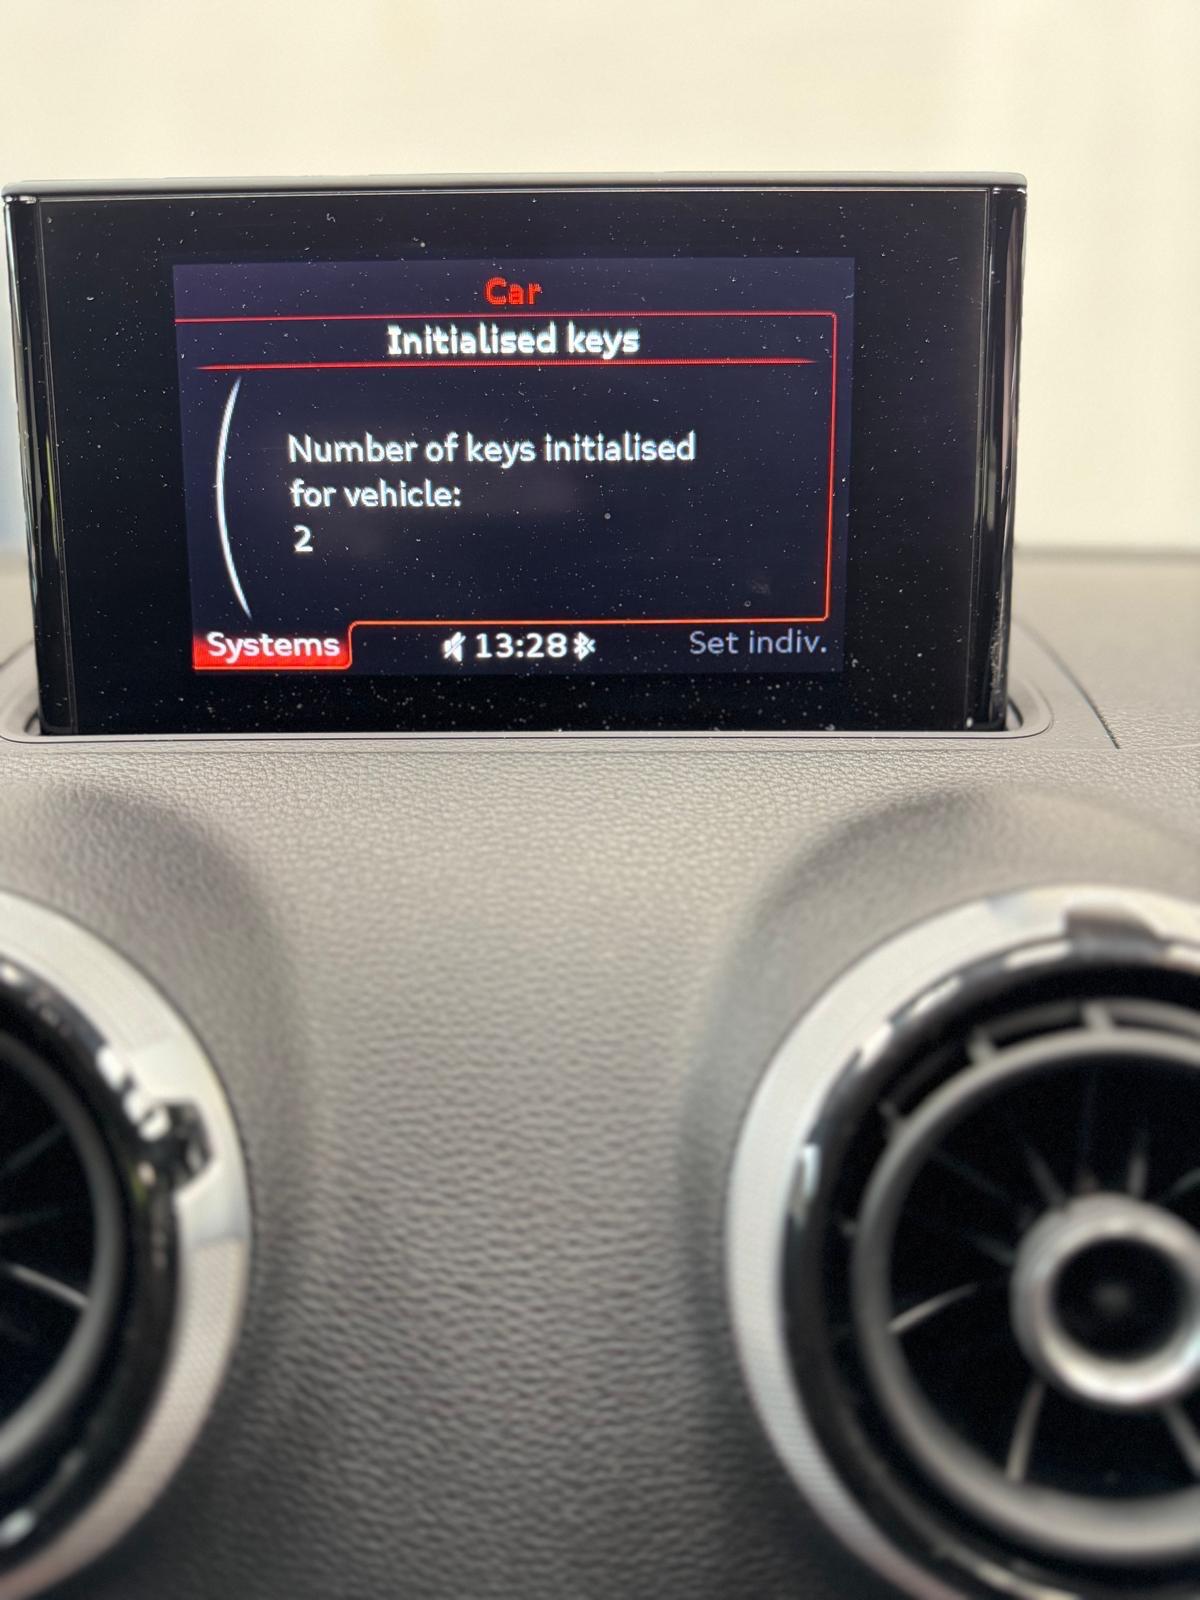 Car
Initialised keys
Number of keys initialised
for vehicle:
2
Systems
13:28
Set indiv.